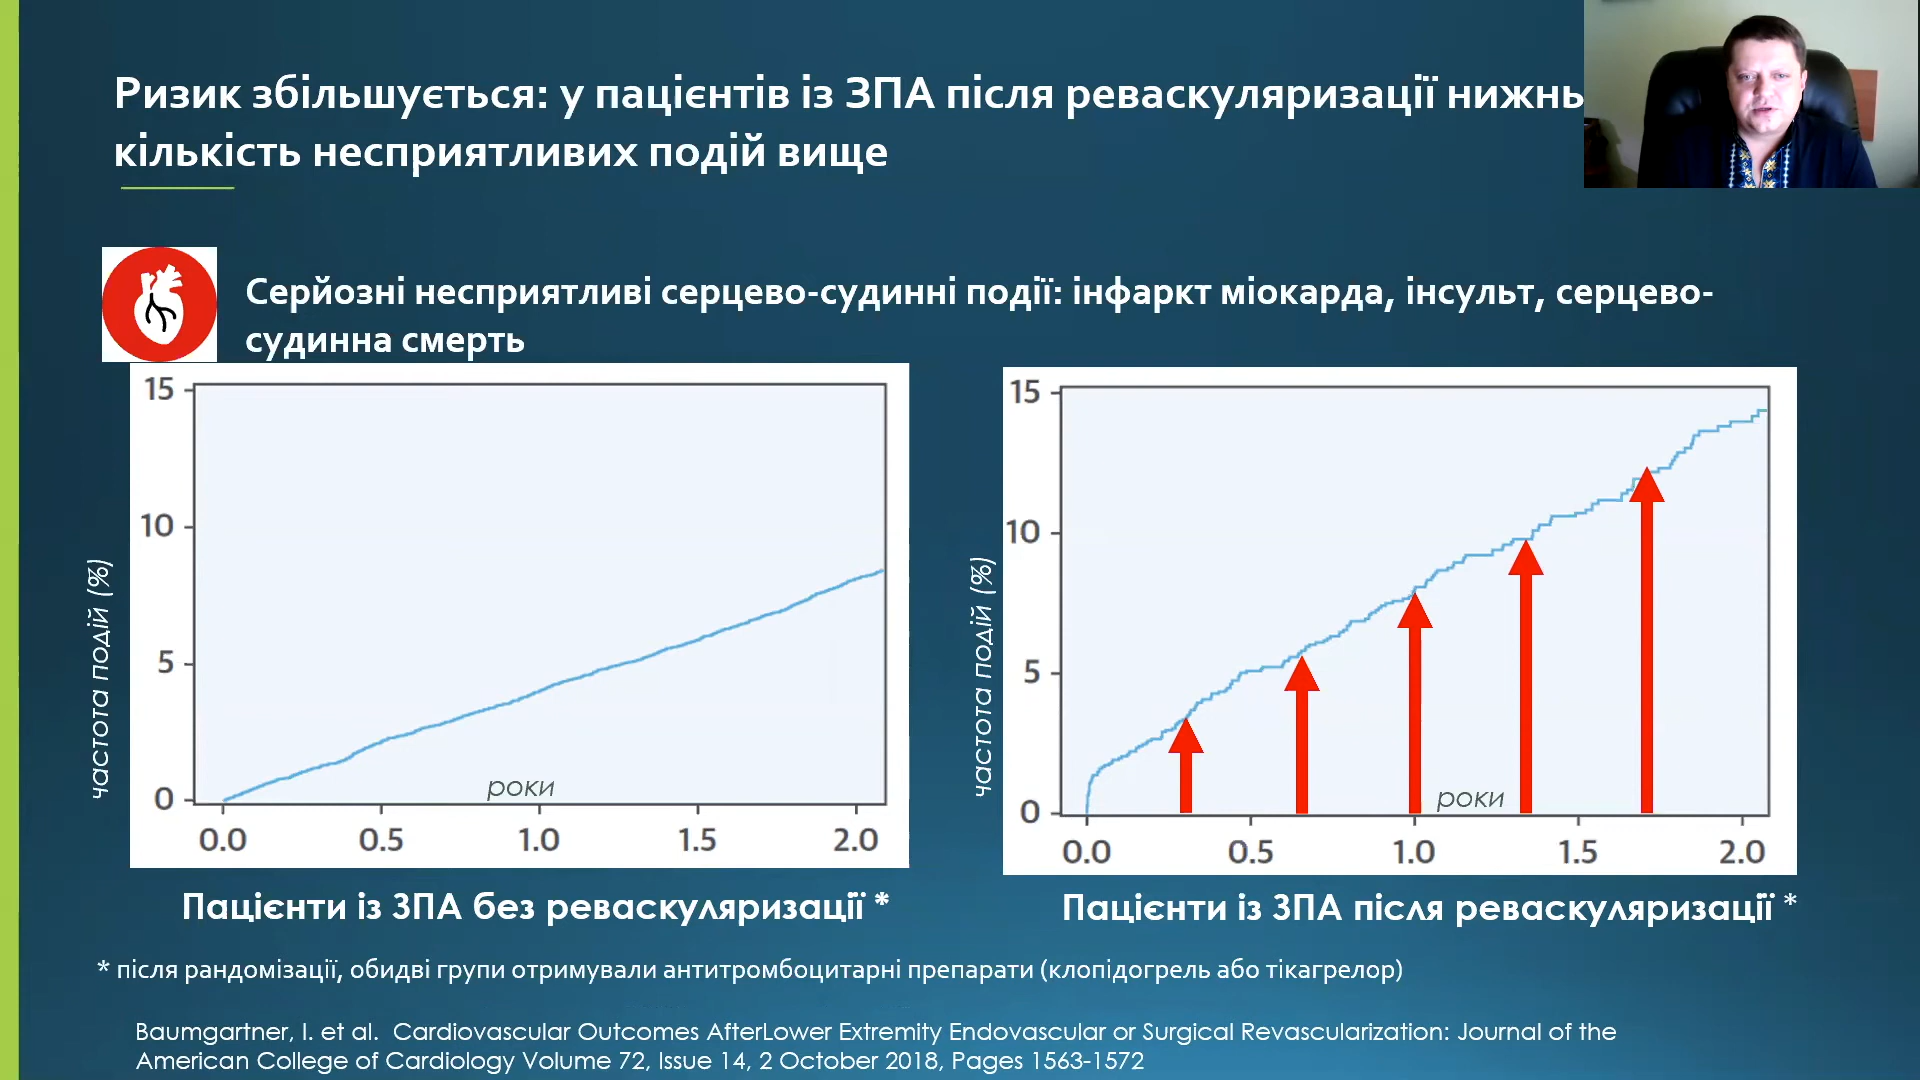 Ризик збільшується: у пацієнтів із ЗПА після реваскуляризації нижнь
кількість несприятливих подій вище
Серйозні несприятливі серцево-судинні події: інфаркт міокарда, інсульт, серцево-
судинна смерть
частота подій (%)
15
10
5
0
роки
0.0 0.5 1.0 1.5 2.0
Пацієнти із ЗПА без реваскуляризації *
частота подій (%)
15
10
5
0
роки
0.0 0.5 1.0 1.5 2.0
Пацієнти із ЗПА після реваскуляризації *
* після рандомізації, обидві групи отримували антитромбоцитарні препарати (клопідогрель або тікагрелор)
Baumgartner, I. et al. Cardiovascular Outcomes AfterLower Extremity Endovascular or Surgical Revascularization: Journal of the
American College of Cardiology Volume 72, Issue 14, 2 October 2018, Pages 1563-1572